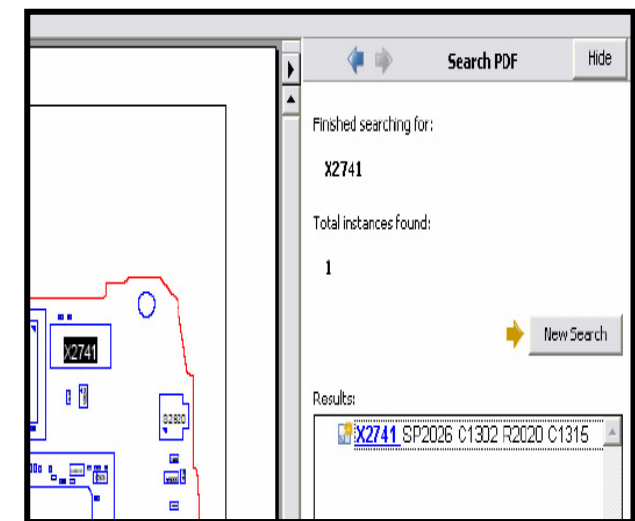 Search PDF
Hide
Finished searching for:
X2741
Total instances found:
1
New Search
Results:
X2741 SP2026 C1302 R2020 C1315
X2741